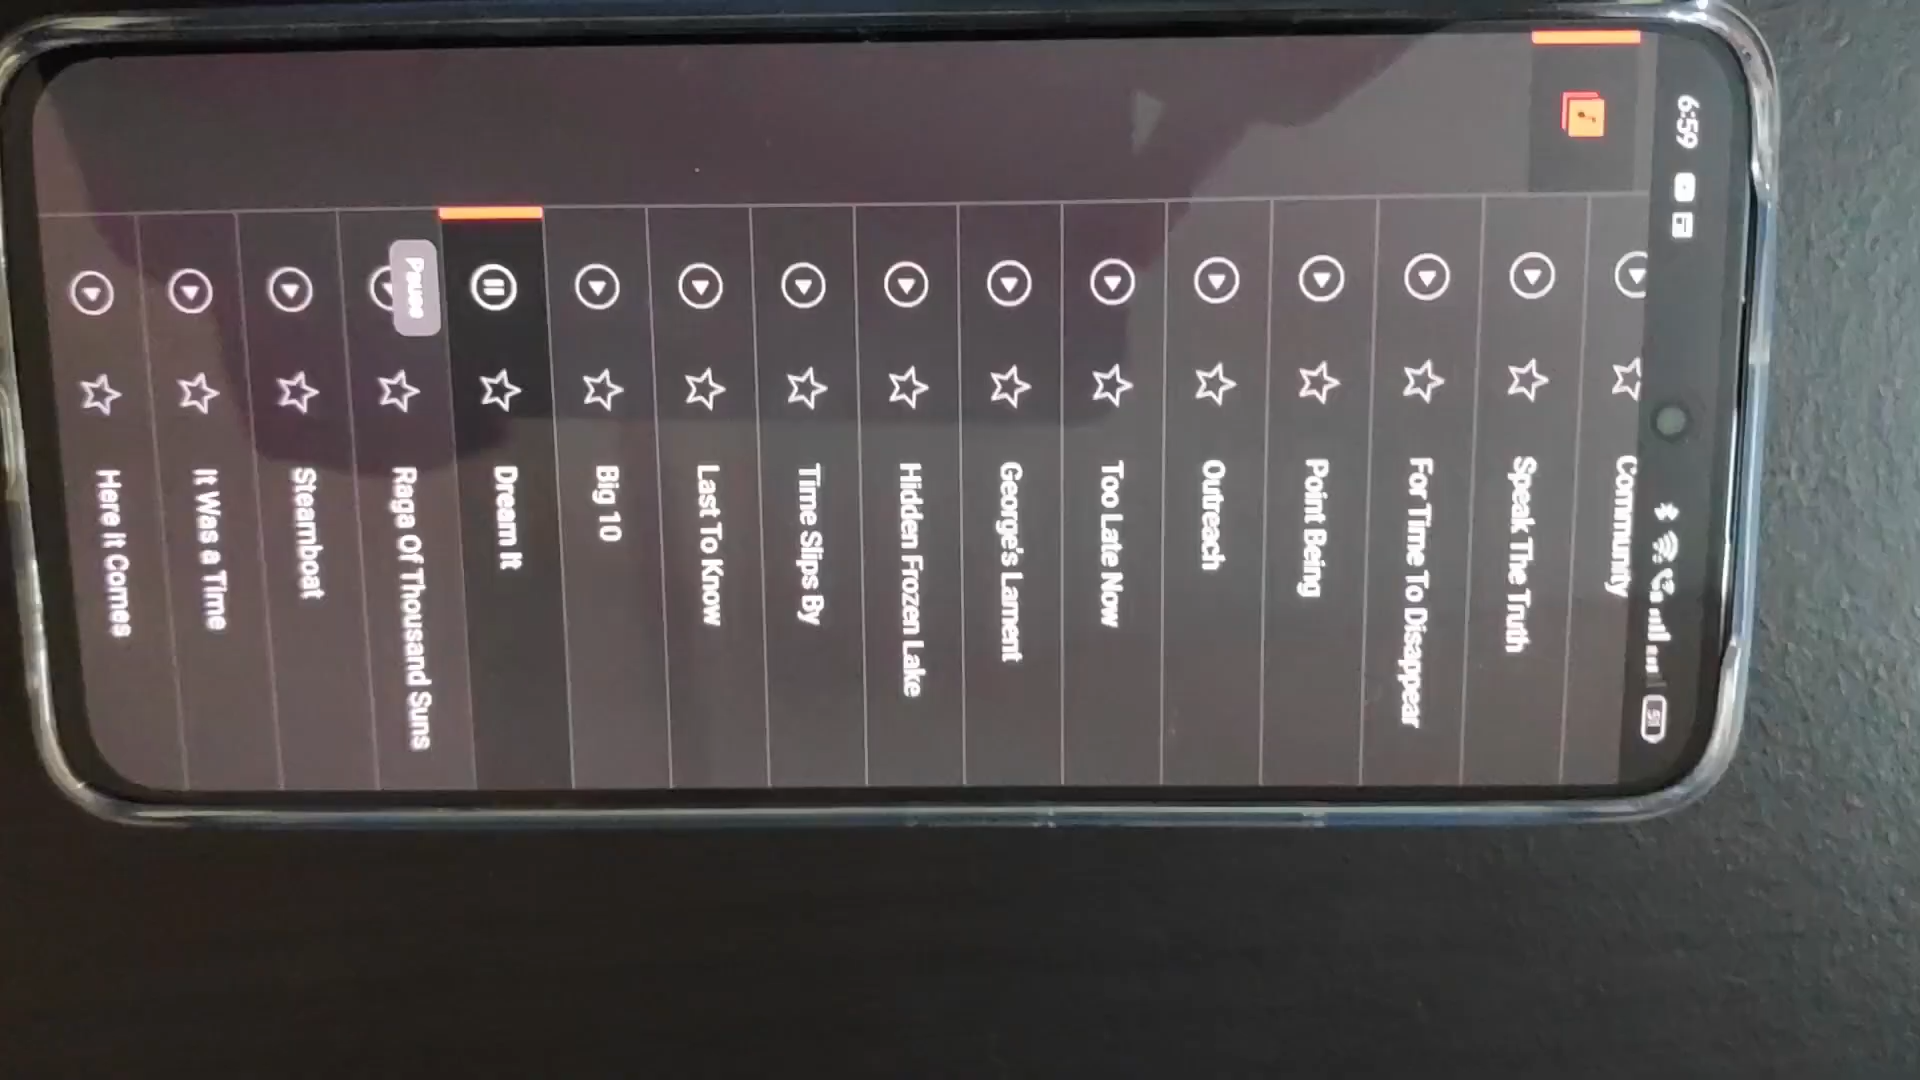 6:59
51
Community
Speak The Truth
For Time To Disappear
Point Being
Outreach
Too Late Now
George's Lament
Hidden Frozen Lake
Time Slips By
Last To Know
Big 10
Dream It
Pause
Raga Of Thousand Suns
Steamboat
It Was a Time
Here It Comes